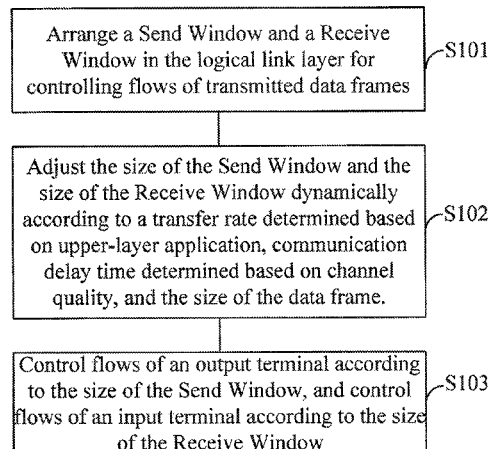 Arrange a Send Window and a Receive
Window in the logical link layer for
controlling flows of transmitted data frames
S101
Adjust the size of the Send Window and the
size of the Receive Window dynamically
according to a transfer rate determined based
on upper-layer application, communication
delay time determined based on channel
quality, and the size of the data frame.
S102
Control flows of an output terminal according
to the size of the Send Window, and control
flows of an input terminal according to the size
of the Receive Window
S103